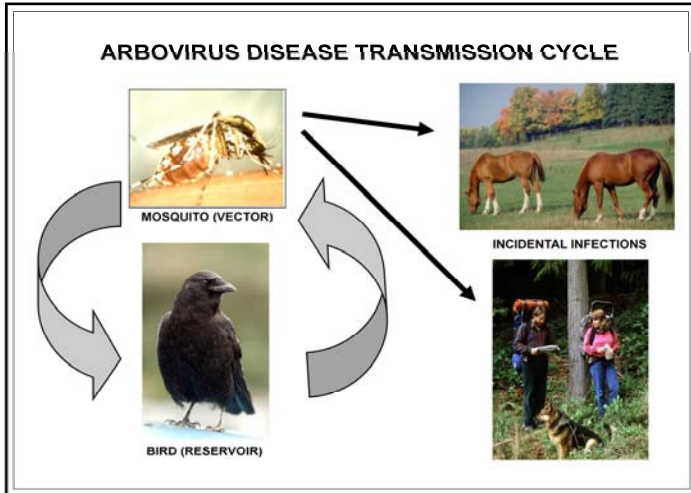 ARBOVIRUS DISEASE TRANSMISSION CYCLE
MOSQUITO (VECTOR)
BIRD (RESERVOIR)
INCIDENTAL INFECTIONS